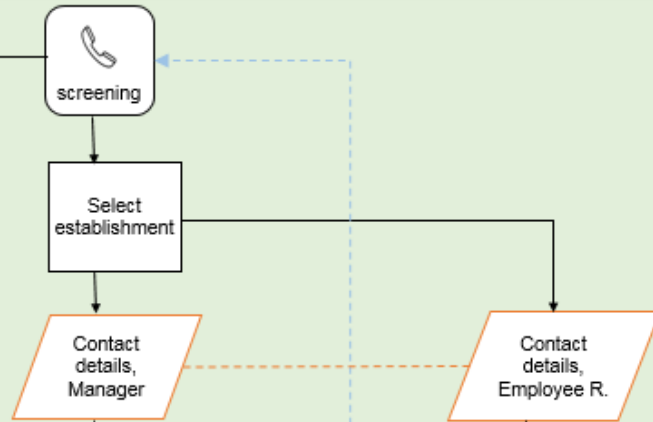 screening
Select
establishment
Contact
details,
Manager
Contact
details,
Employee R.